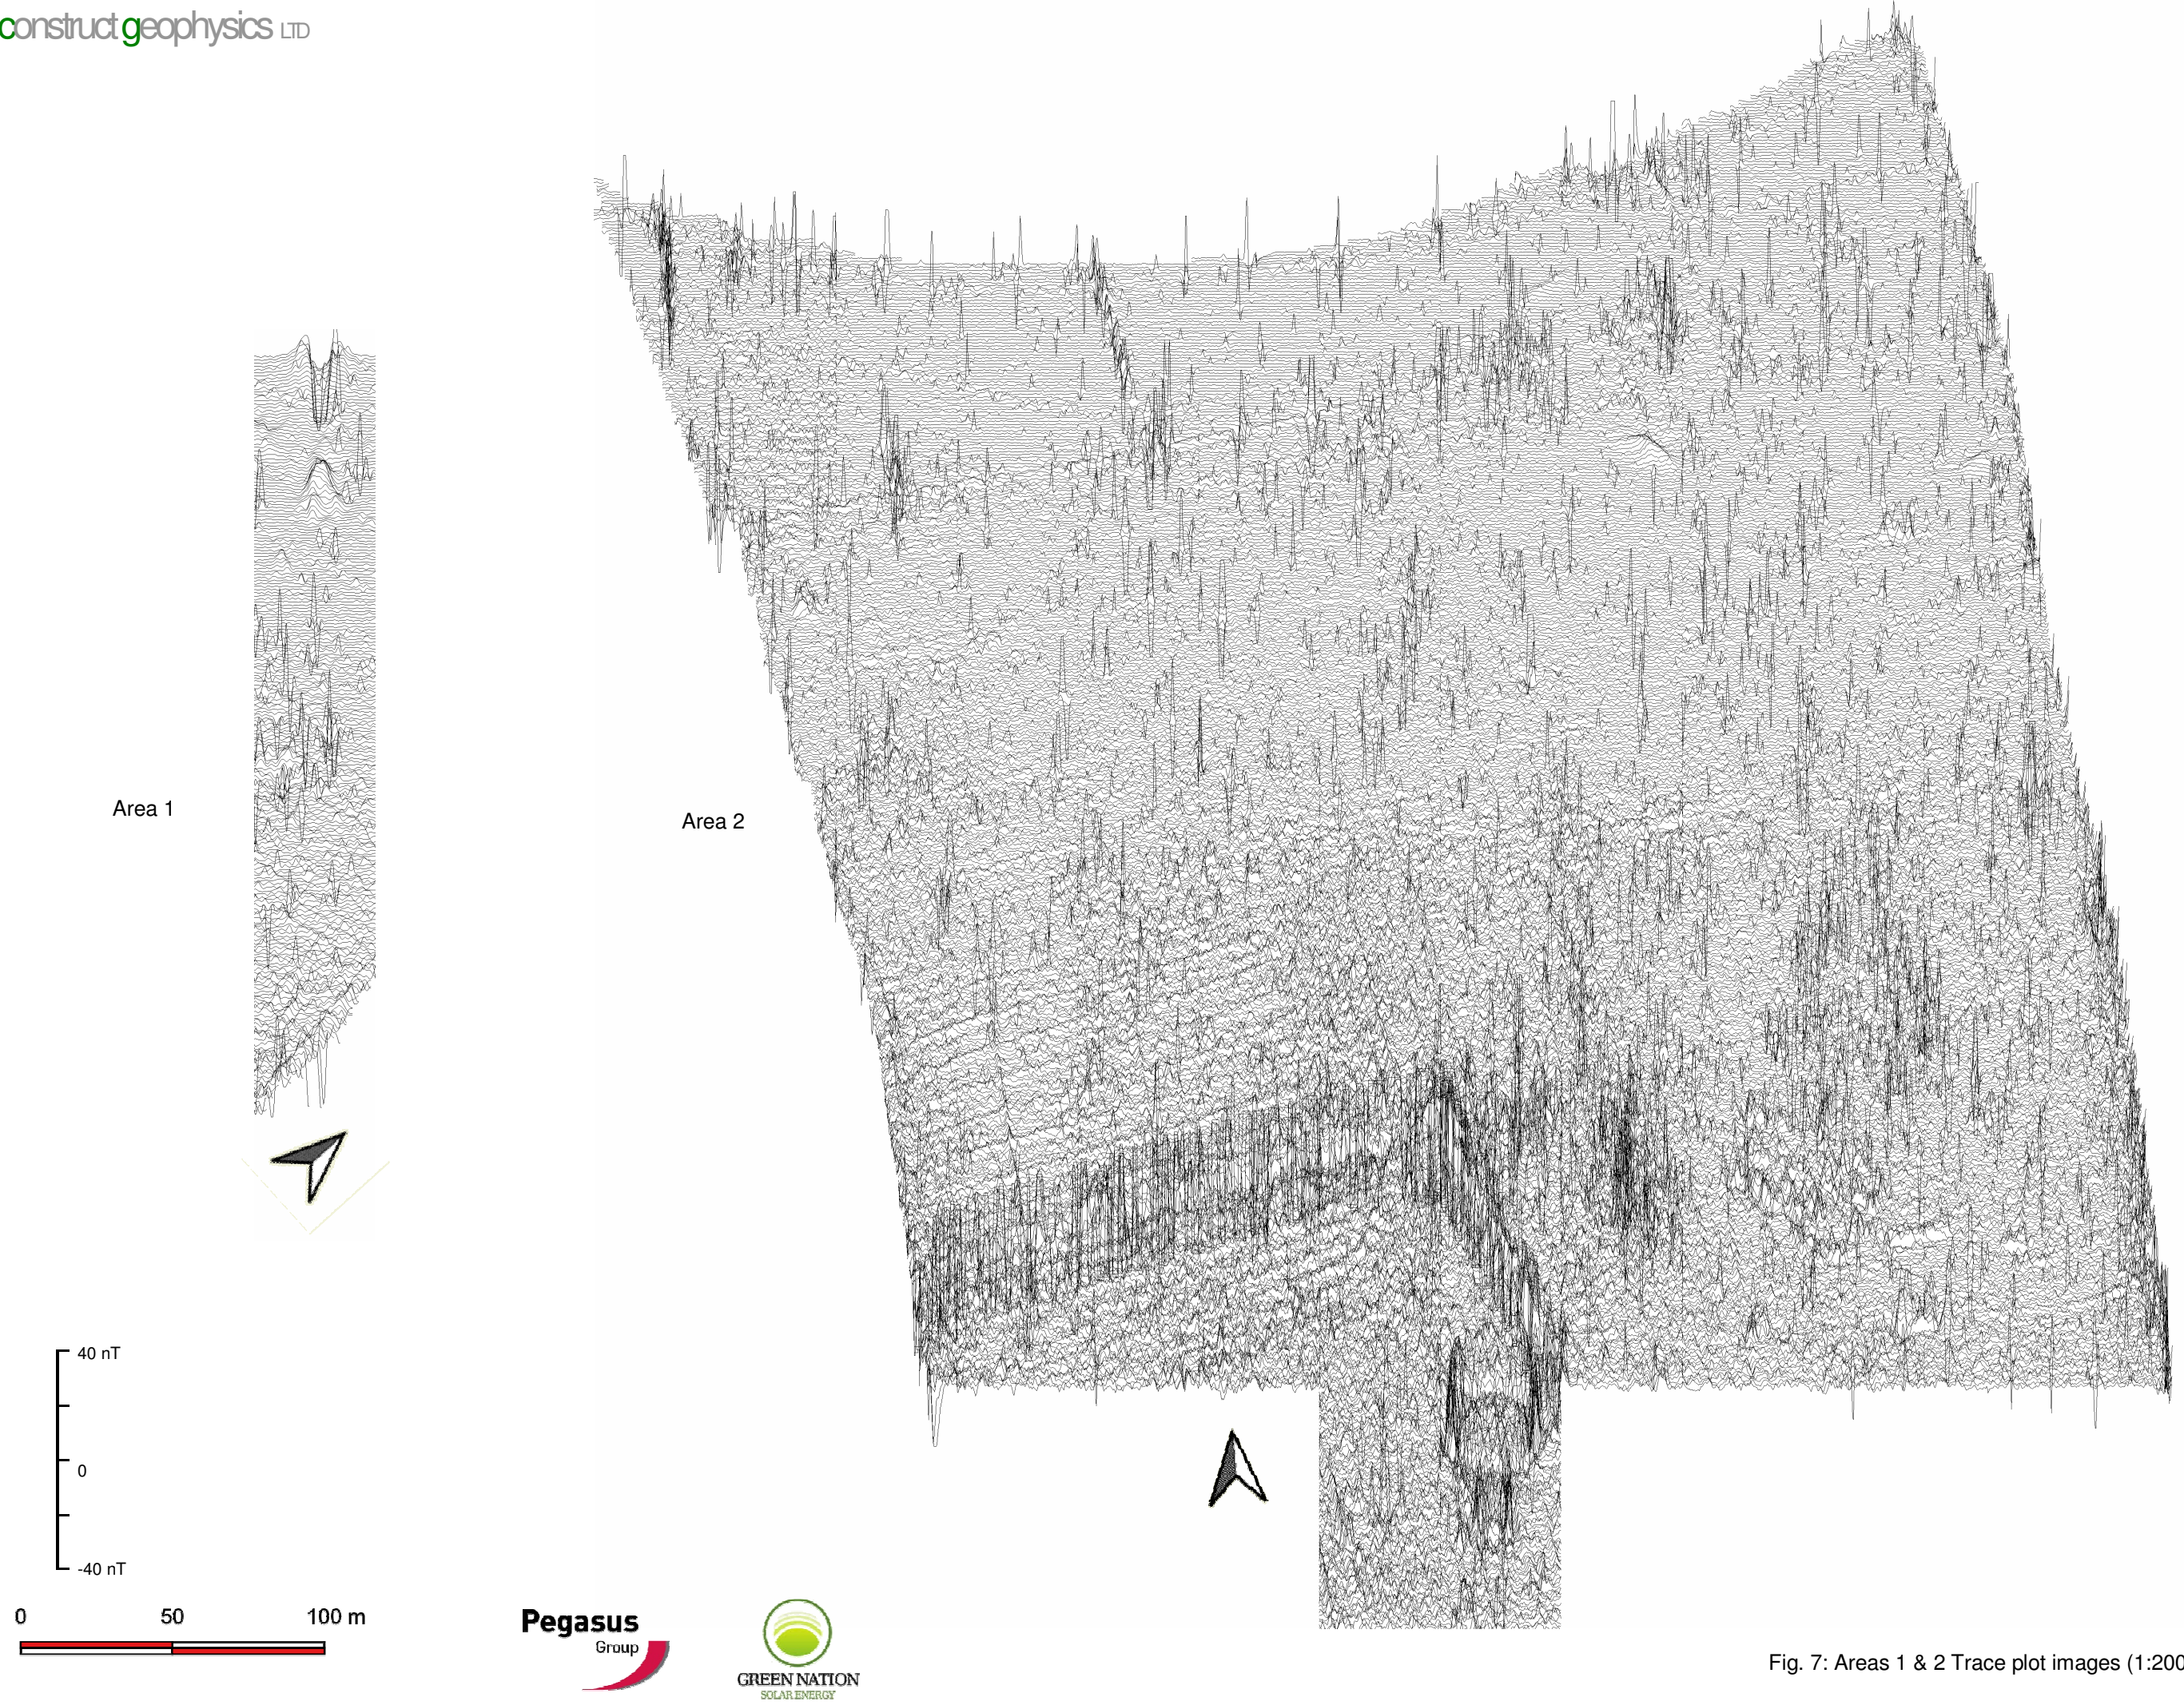 construct geophysics LTD
Area 1
Area 2
40 nT
0
-40 nT
0 50 100 m
Pegasus
Group
GREEN NATION
SOLAR ENERGY
Fig. 7: Areas 1 & 2 Trace plot images (1:200